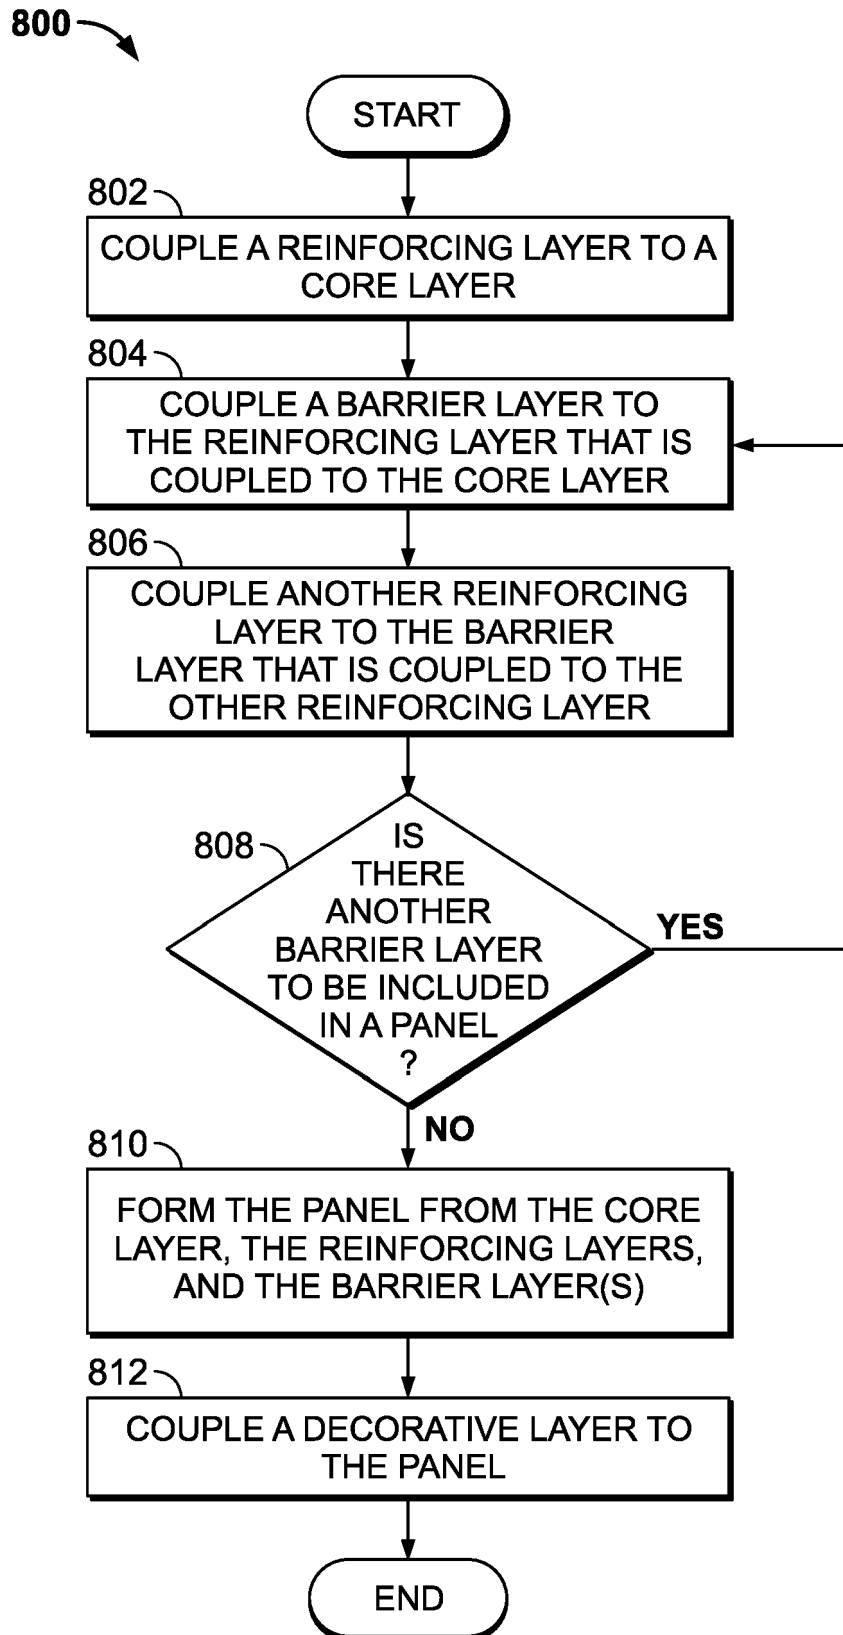 800
START
802
COUPLE A REINFORCING LAYER TO A
CORE LAYER
804
COUPLE A BARRIER LAYER TO
THE REINFORCING LAYER THAT IS
COUPLED TO THE CORE LAYER
806
COUPLE ANOTHER REINFORCING
LAYER TO THE BARRIER
LAYER THAT IS COUPLED TO THE
OTHER REINFORCING LAYER
808
IS
THERE
ANOTHER
BARRIER LAYER
TO BE INCLUDED
IN A PANEL
?
YES
NO
810
FORM THE PANEL FROM THE CORE
LAYER, THE REINFORCING LAYERS,
AND THE BARRIER LAYER(S)
812
COUPLE A DECORATIVE LAYER TO
THE PANEL
END